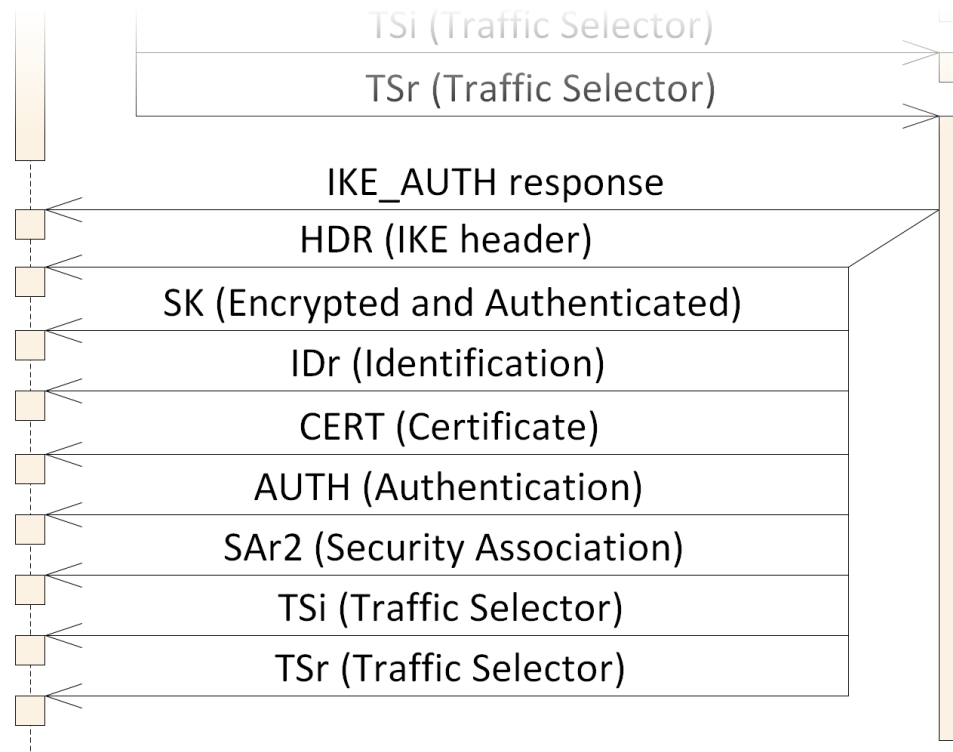 TSi (Traffic Selector)
TSr (Traffic Selector)
IKE_AUTH response
HDR (IKE header)
SK (Encrypted and Authenticated)
IDr (Identification)
CERT (Certificate)
AUTH (Authentication)
SAr2 (Security Association)
TSi (Traffic Selector)
TSr (Traffic Selector)